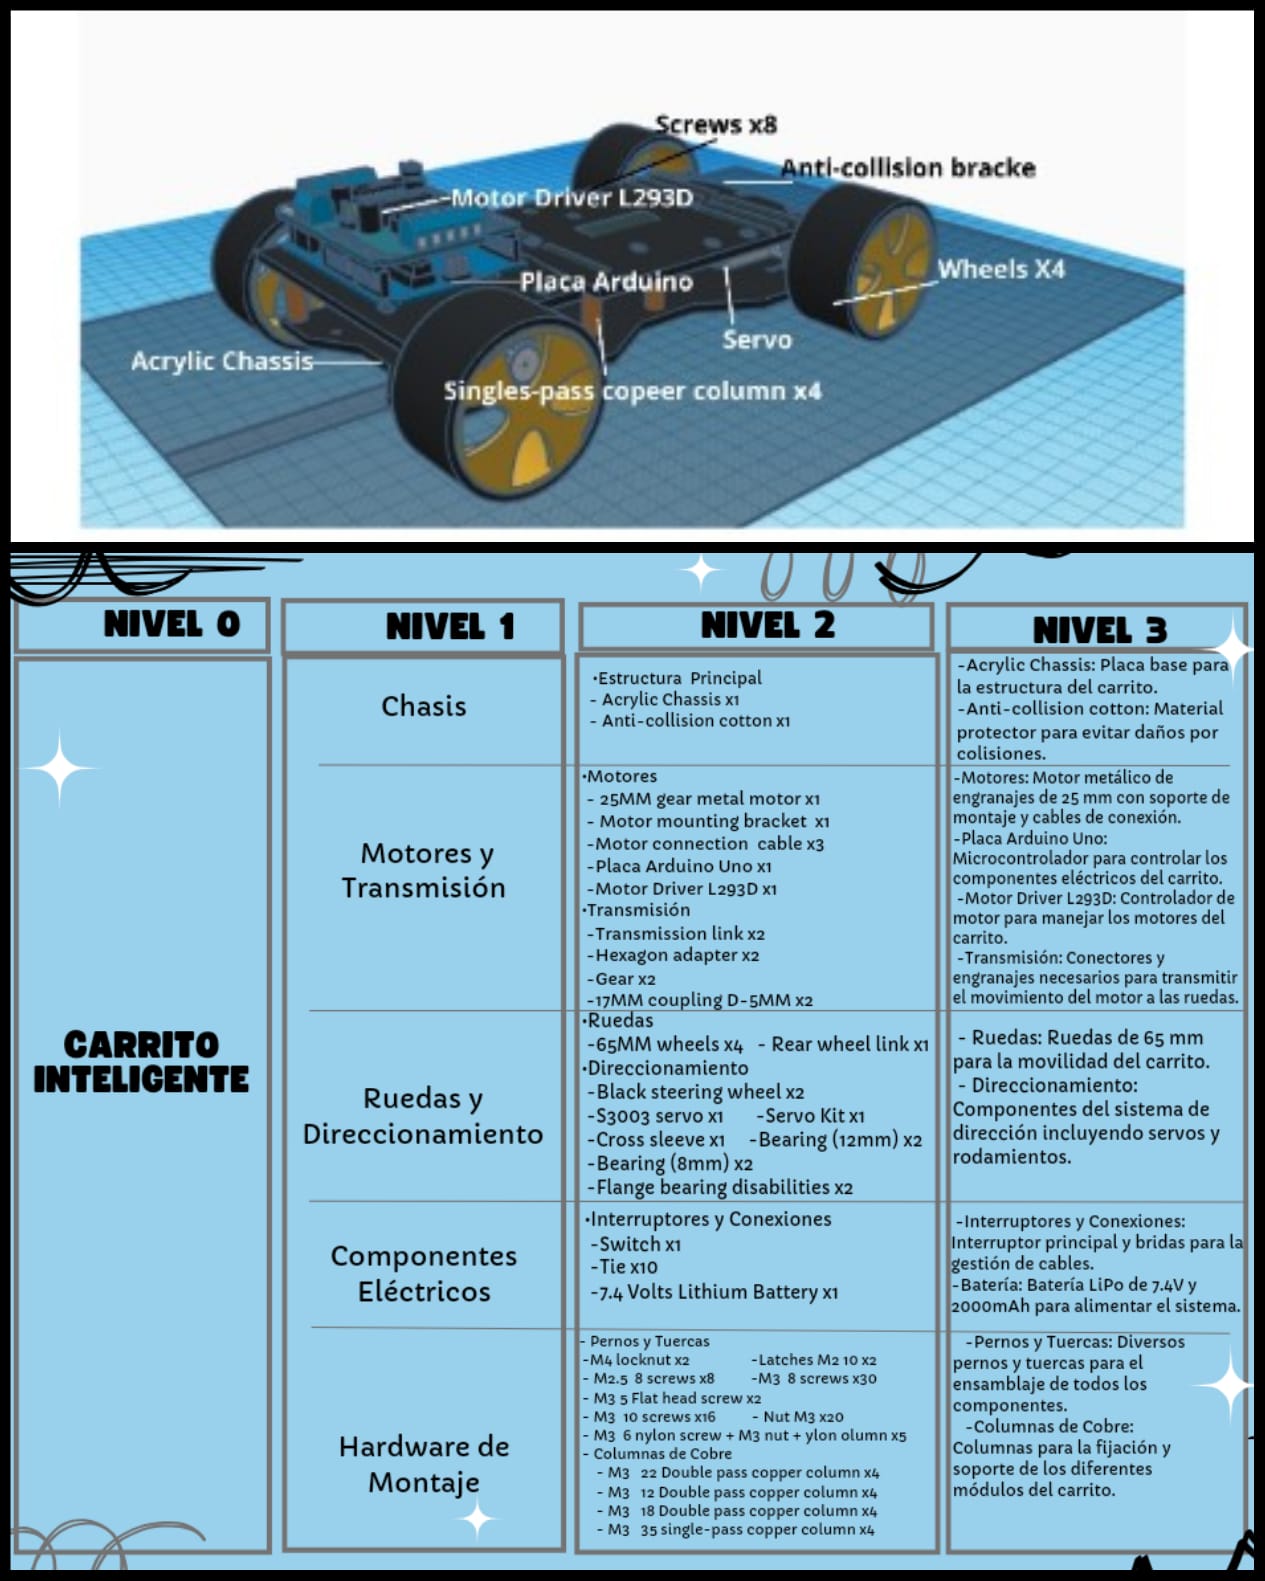 Screws x8
Anti-collision bracke
Motor Driver L293D
Wheels X4
Placa Arduino
Servo
Acrylic Chassis
Singles-pass copeer column x4
NIVEL 0
NIVEL 1
NIVEL 2
NIVEL 3
CARRITO
INTELIGENTE
Chasis
•Estructura Principal
- Acrylic Chassis x1
- Anti-collision cotton x1
-Acrylic Chassis: Placa base para
la estructura del carrito.
-Anti-collision cotton: Material
protector para evitar daños por
colisiones.
Motores y
Transmisión
•Motores
- 25MM gear metal motor x1
- Motor mounting bracket x1
-Motor connection cable x3
-Placa Arduino Uno x1
-Motor Driver L293D x1
•Transmisión
-Transmission link x2
-Hexagon adapter x2
-Gear x2
-17MM coupling D-5MM x2
-Motores: Motor metálico de
engranajes de 25 mm con soporte de
montaje y cables de conexión.
-Placa Arduino Uno:
Microcontrolador para controlar los
componentes eléctricos del carrito.
-Motor Driver L293D: Controlador de
motor para manejar los motores del
carrito.
-Transmisión: Conectores y
engranajes necesarios para transmitir
el movimiento del motor a las ruedas.
Ruedas y
Direccionamiento
•Ruedas
-65MM wheels x4 - Rear wheel link x1
•Direccionamiento
-Black steering wheel x2
-S3003 servo x1 -Servo Kit x1
-Cross sleeve x1 -Bearing (12mm) x2
-Bearing (8mm) x2
-Flange bearing disabilities x2
- Ruedas: Ruedas de 65 mm
para la movilidad del carrito.
- Direccionamiento:
Componentes del sistema de
dirección incluyendo servos y
rodamientos.
Componentes
Eléctricos
•Interruptores y Conexiones
-Switch x1
-Tie x10
-7.4 Volts Lithium Battery x1
-Interruptores y Conexiones:
Interruptor principal y bridas para la
gestión de cables.
-Batería: Batería LiPo de 7.4V y
2000mAh para alimentar el sistema.
Hardware de
Montaje
- Pernos y Tuercas
-M4 locknut x2 -Latches M2 10 x2
- M2.5 8 screws x8 -M3 8 screws x30
- M3 5 Flat head screw x2
- M3 10 screws x16 - Nut M3 x20
- M3 6 nylon screw + M3 nut + ylon olumn x5
- Columnas de Cobre
- M3 22 Double pass copper column x4
- M3 12 Double pass copper column x4
- M3 18 Double pass copper column x4
- M3 35 single-pass copper column x4
-Pernos y Tuercas: Diversos
pernos y tuercas para el
ensamblaje de todos los
componentes.
-Columnas de Cobre:
Columnas para la fijación y
soporte de los diferentes
módulos del carrito.